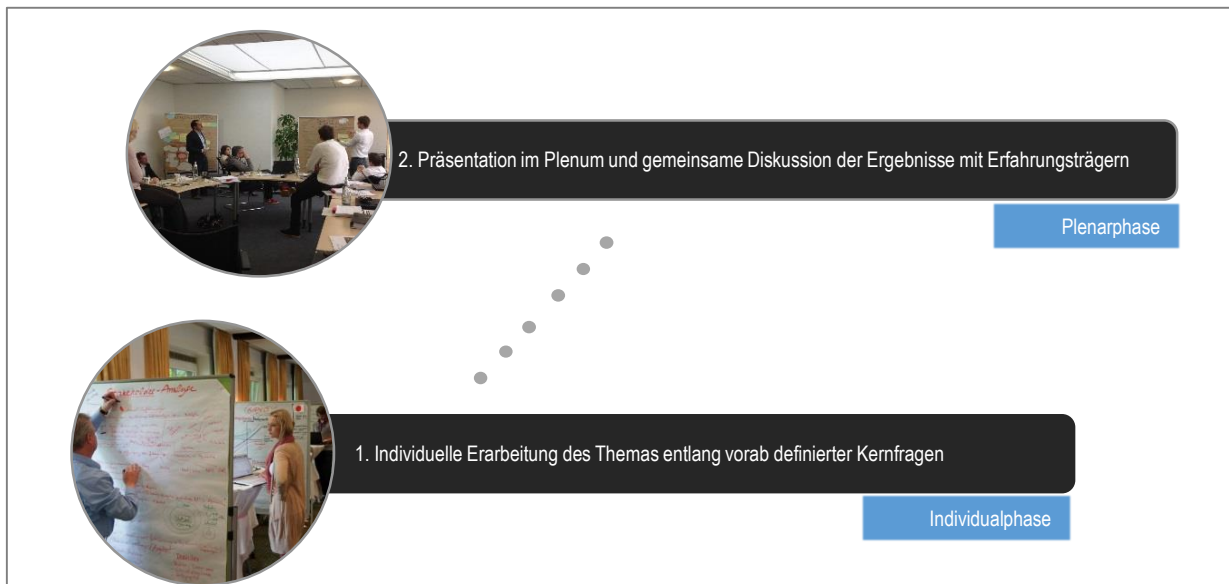 2. Präsentation im Plenum und gemeinsame Diskussion der Ergebnisse mit Erfahrungsträgern
Plenarphase
1. Individuelle Erarbeitung des Themas entlang vorab definierter Kernfragen
Individualphase